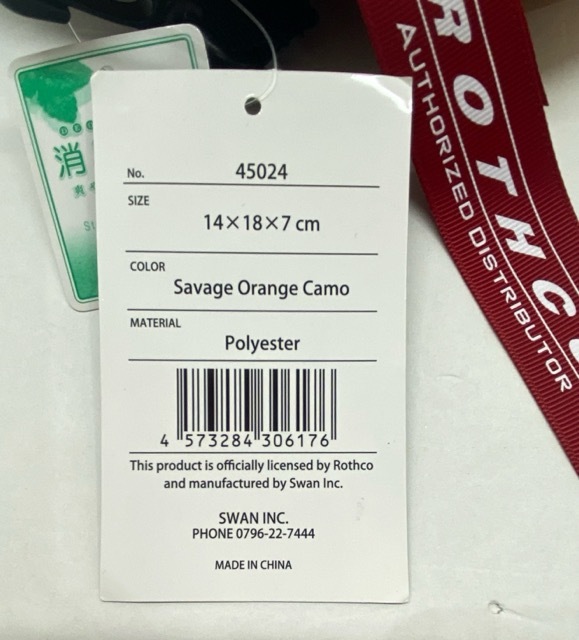 No. 45024
SIZE
14×18×7 cm
COLOR
Savage Orange Camo
MATERIAL
Polyester
4 573284 306176
This product is officially licensed by Rothco
and manufactured by Swan Inc.
SWAN INC.
PHONE 0796-22-7444
MADE IN CHINA
消
ROTHC
AUTHORIZED DISTRIBUTOR